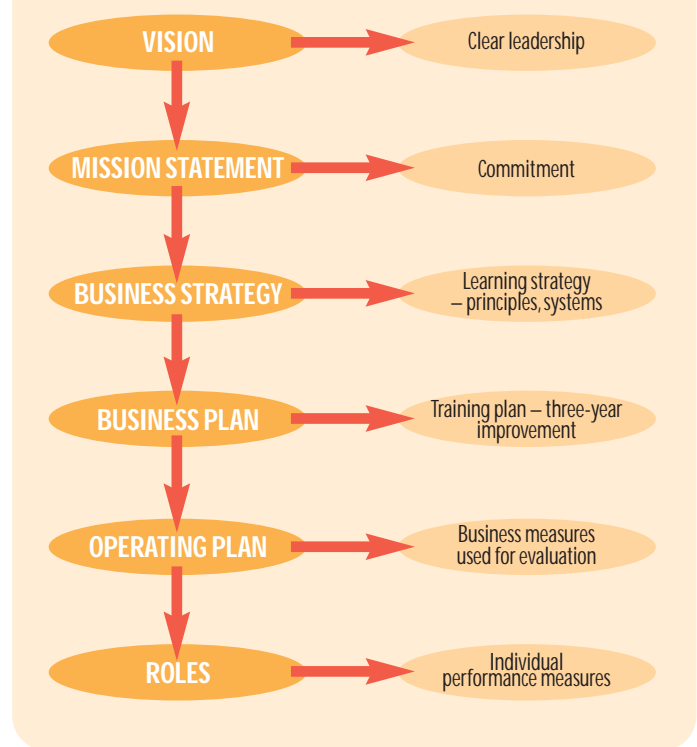 VISION
Clear leadership
MISSION STATEMENT
Commitment
BUSINESS STRATEGY
Learning strategy
– principles, systems
BUSINESS PLAN
Training plan – three-year
improvement
OPERATING PLAN
Business measures
used for evaluation
ROLES
Individual
performance measures